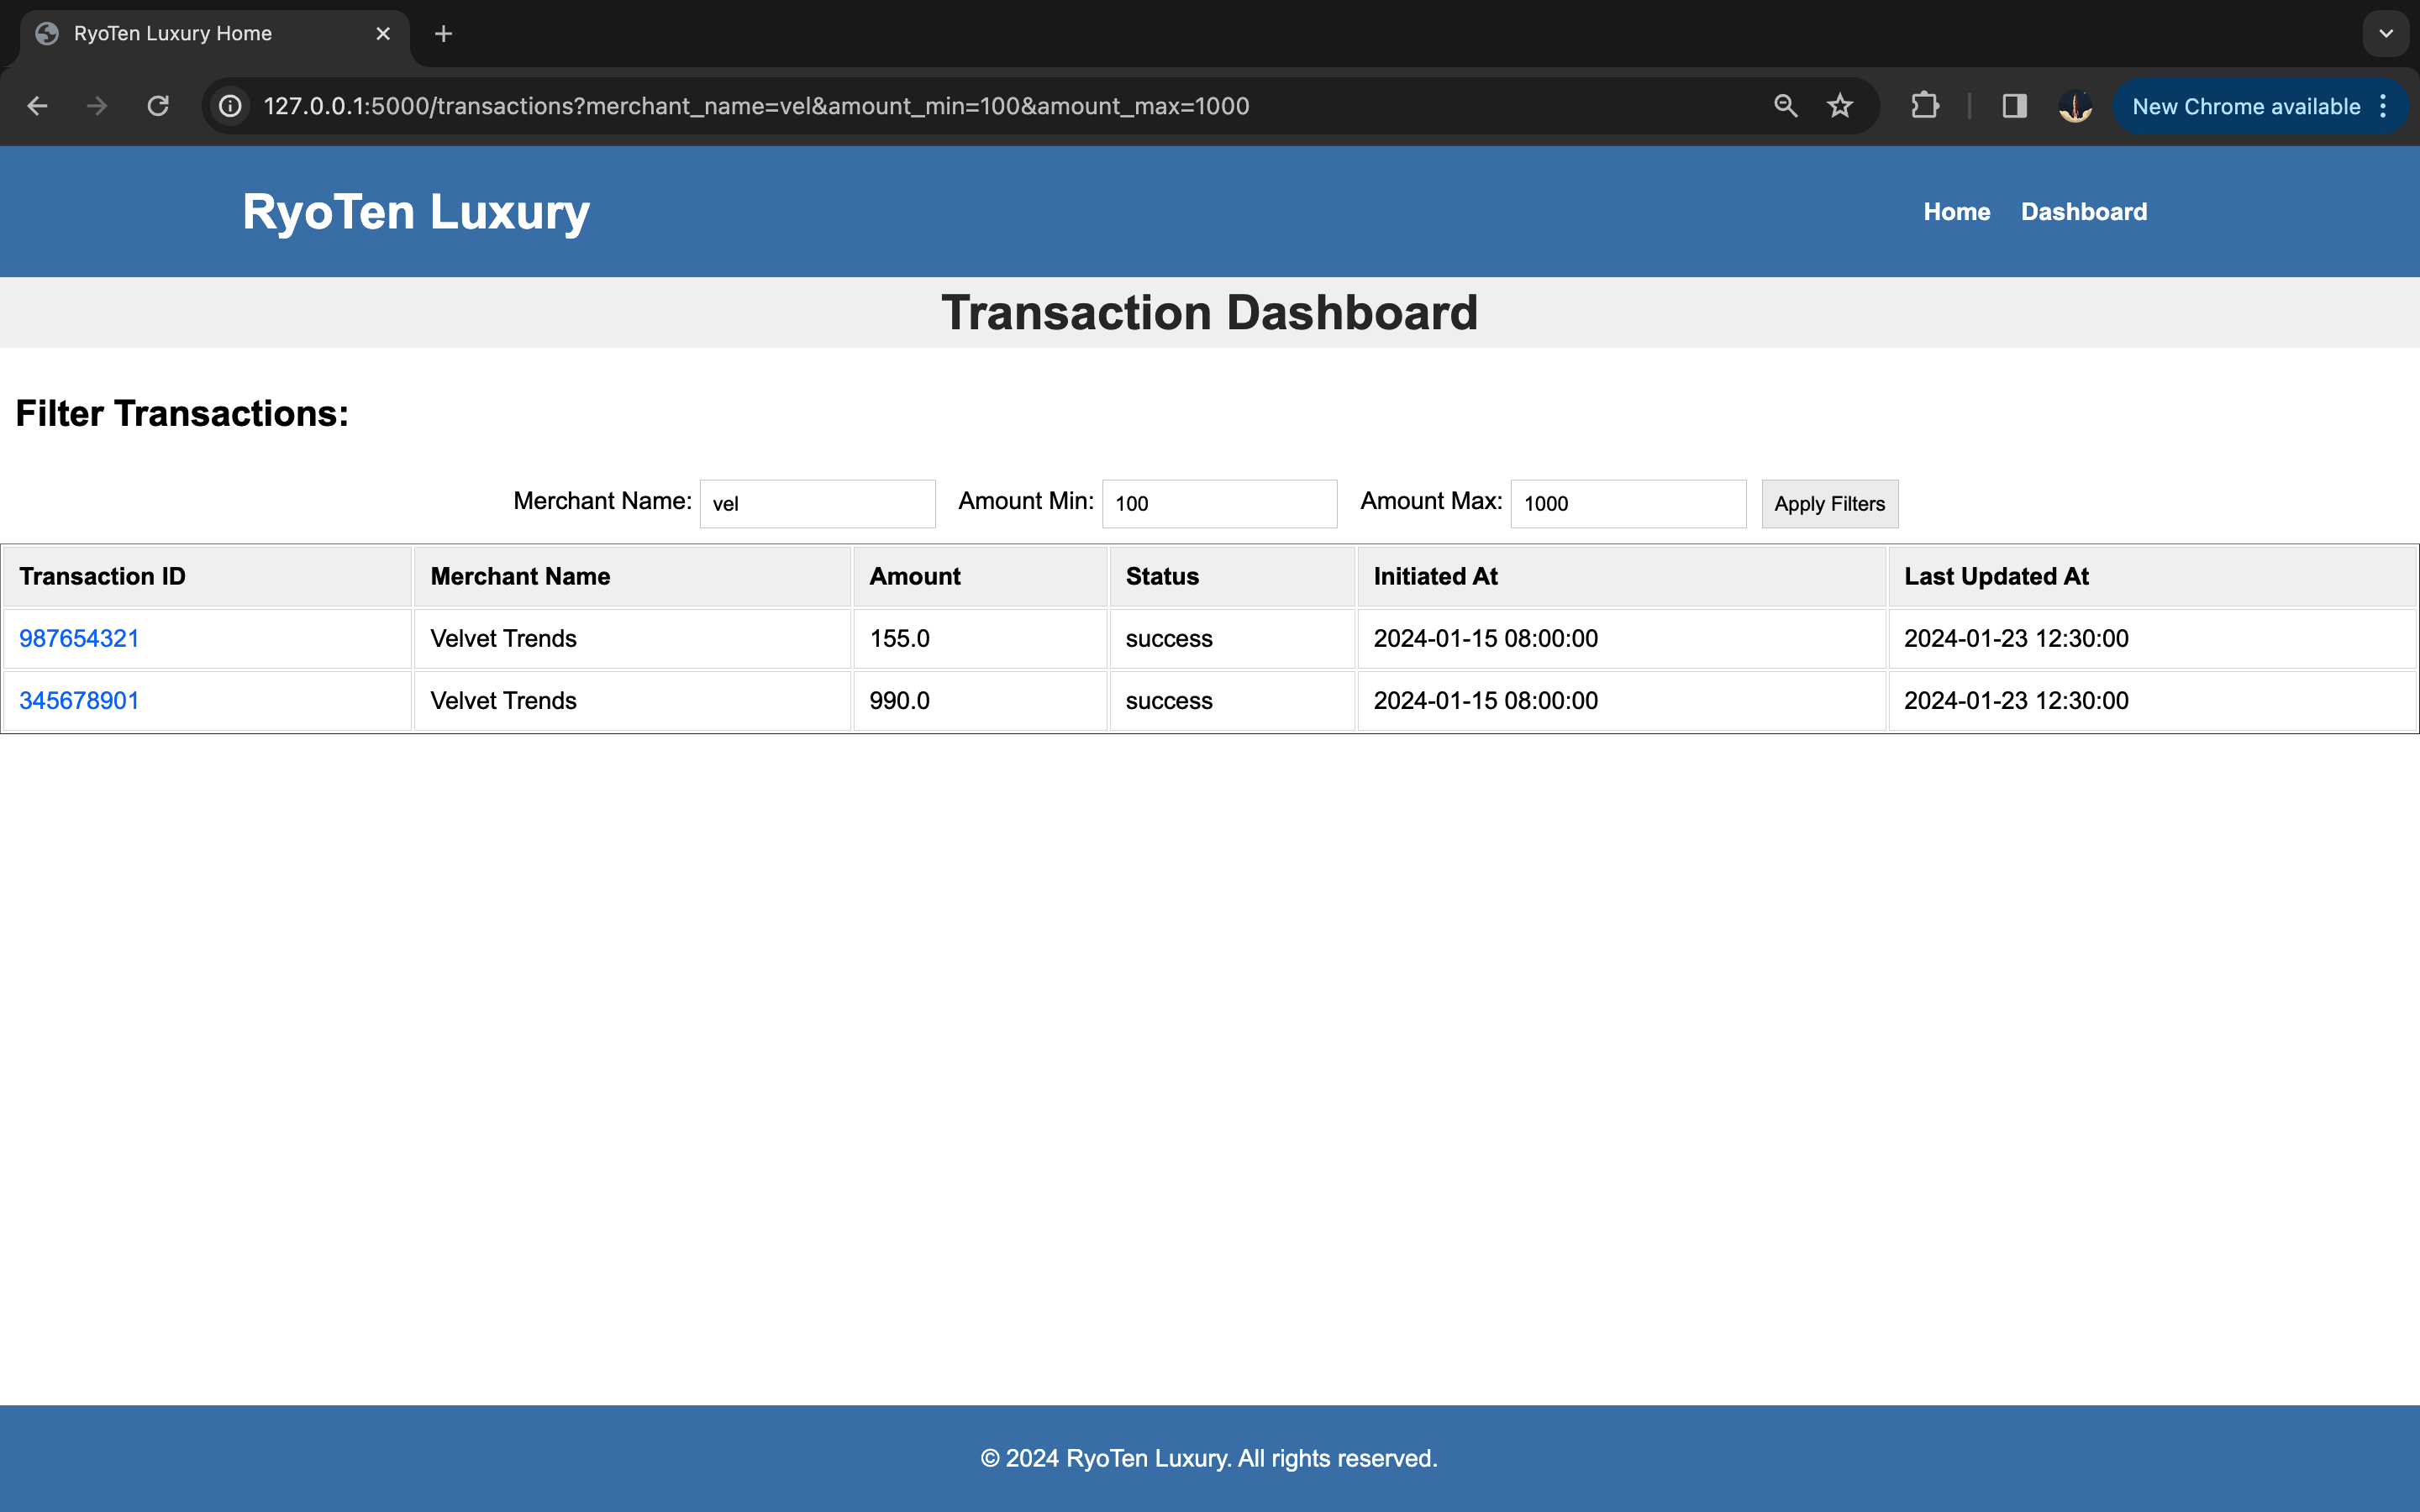 RyoTen Luxury Home
127.0.0.1:5000/transactions?merchant_name=vel&amount_min=100&amount_max=1000
New Chrome available
RyoTen Luxury Home Dashboard
Transaction Dashboard
Filter Transactions:
Merchant Name: vel Amount Min: 100 Amount Max: 1000 Apply Filters
Transaction ID Merchant Name Amount Status Initiated At Last Updated At
987654321 Velvet Trends 155.0 success 2024-01-15 08:00:00 2024-01-23 12:30:00
345678901 Velvet Trends 990.0 success 2024-01-15 08:00:00 2024-01-23 12:30:00
© 2024 RyoTen Luxury. All rights reserved.